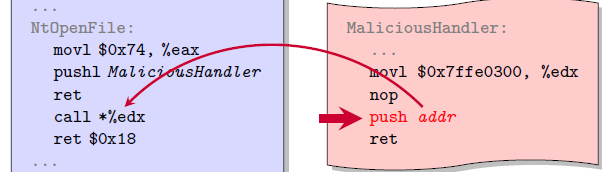 ...
NtOpenFile:
movl $0x74, %eax
pushl MaliciousHandler
ret
call *%edx
ret $0x18
...
MaliciousHandler:
...
movl $0x7ffe0300, %edx
nop
push addr
ret